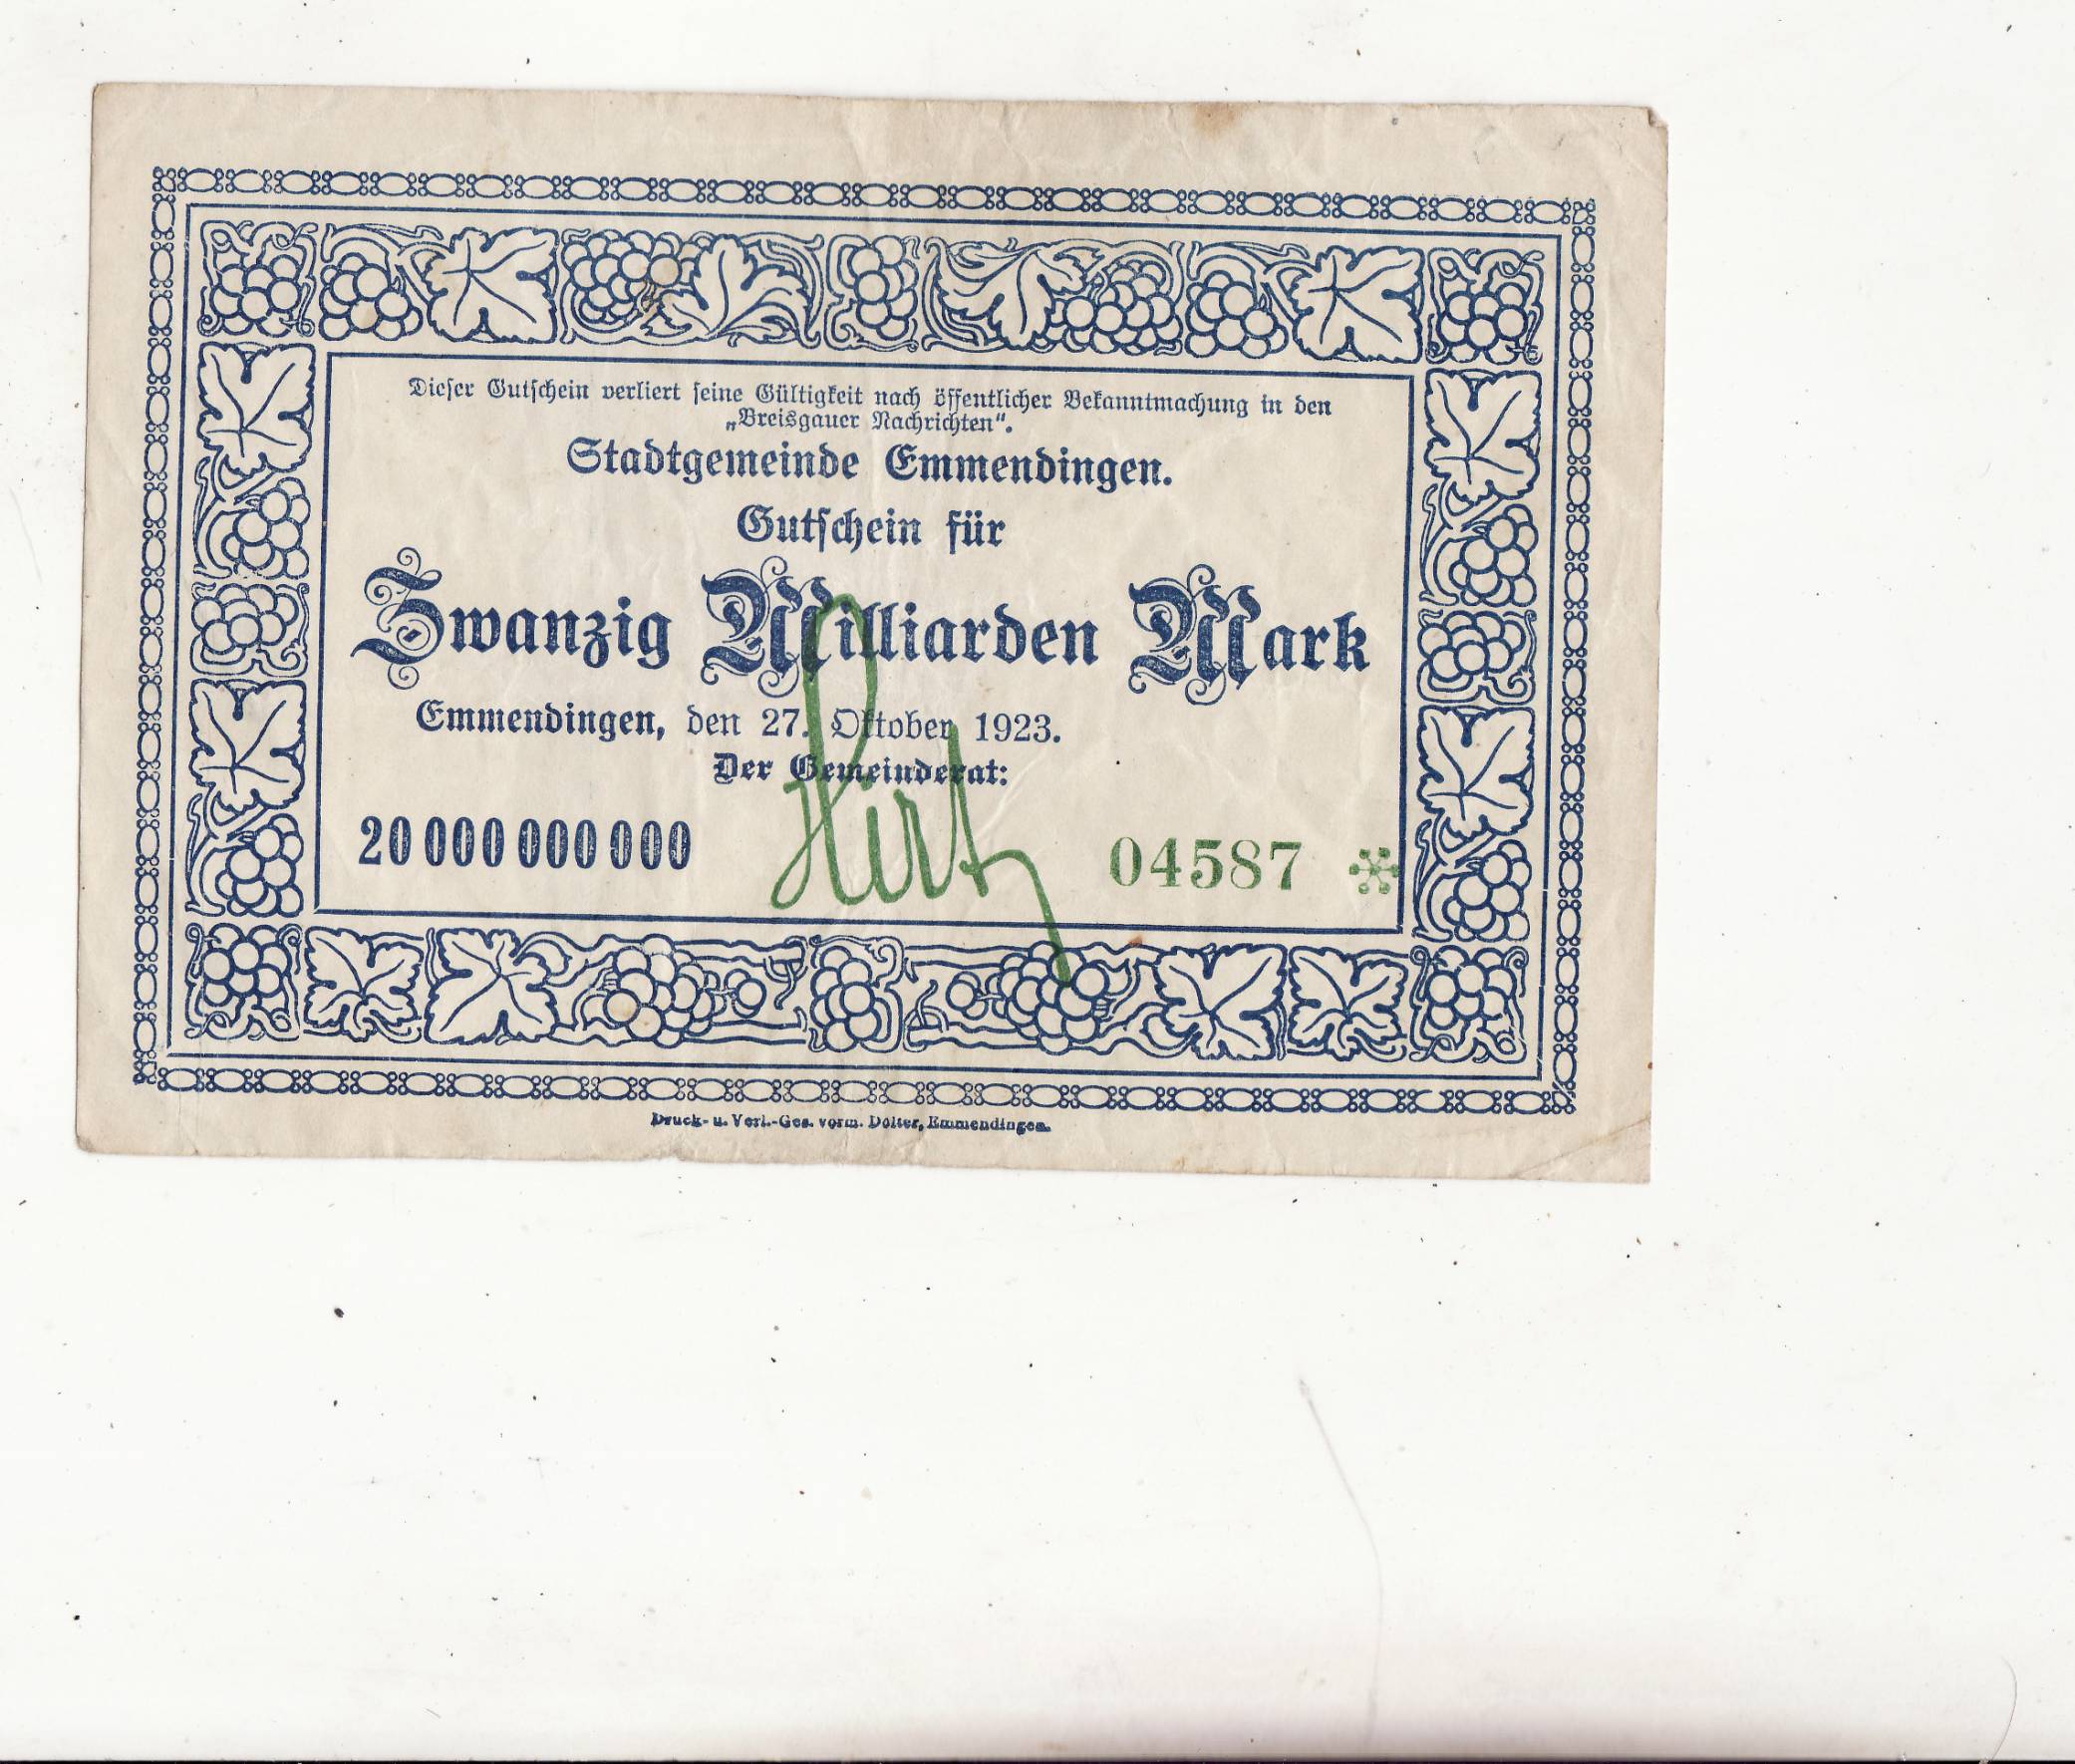 Dieser Gutschein verliert seine Gültigkeit nach öffentlicher Bekanntmachung in den
„Breisgauer Nachrichten“.
Stadtgemeinde Emmendingen.
Gutschein für
Zwanzig Milliarden Mark
Emmendingen, den 27. Oktober 1923.
Der Gemeinderat:
20 000 000 000
04587 *
Druck- u. Verl.-Ges. vorm. Dölter, Emmendingen.